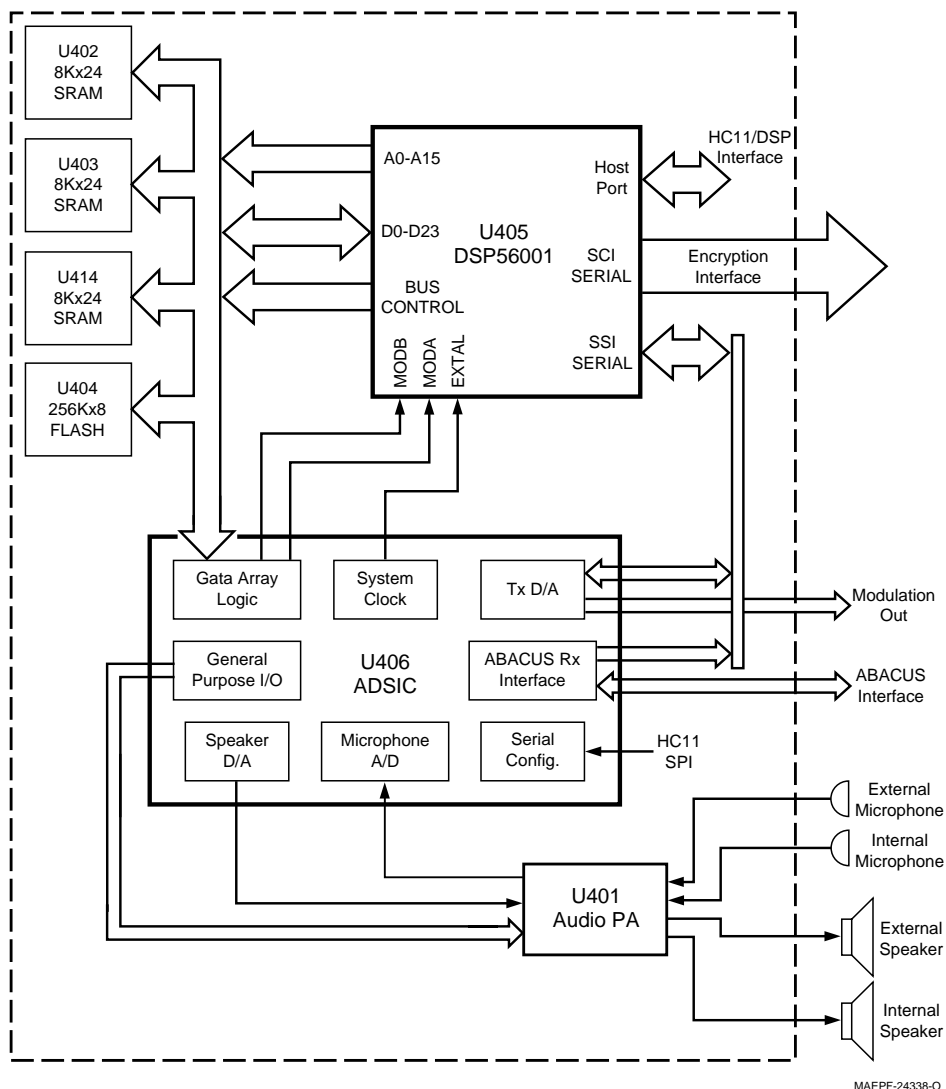 U402
8Kx24
SRAM
U403
8Kx24
SRAM
U414
8Kx24
SRAM
U404
256Kx8
FLASH
A0-A15
D0-D23
BUS
CONTROL
MODB
MODA
EXTAL
U405
DSP56001
Host
Port
SCI
SERIAL
SSI
SERIAL
HC11/DSP
Interface
Encryption
Interface
Gata Array
Logic
System
Clock
Tx D/A
General
Purpose I/O
U406
ADSIC
ABACUS Rx
Interface
Speaker
D/A
Microphone
A/D
Serial
Config.
HC11
SPI
Modulation
Out
ABACUS
Interface
External
Microphone
Internal
Microphone
U401
Audio PA
External
Speaker
Internal
Speaker
MAEPF-24338-O